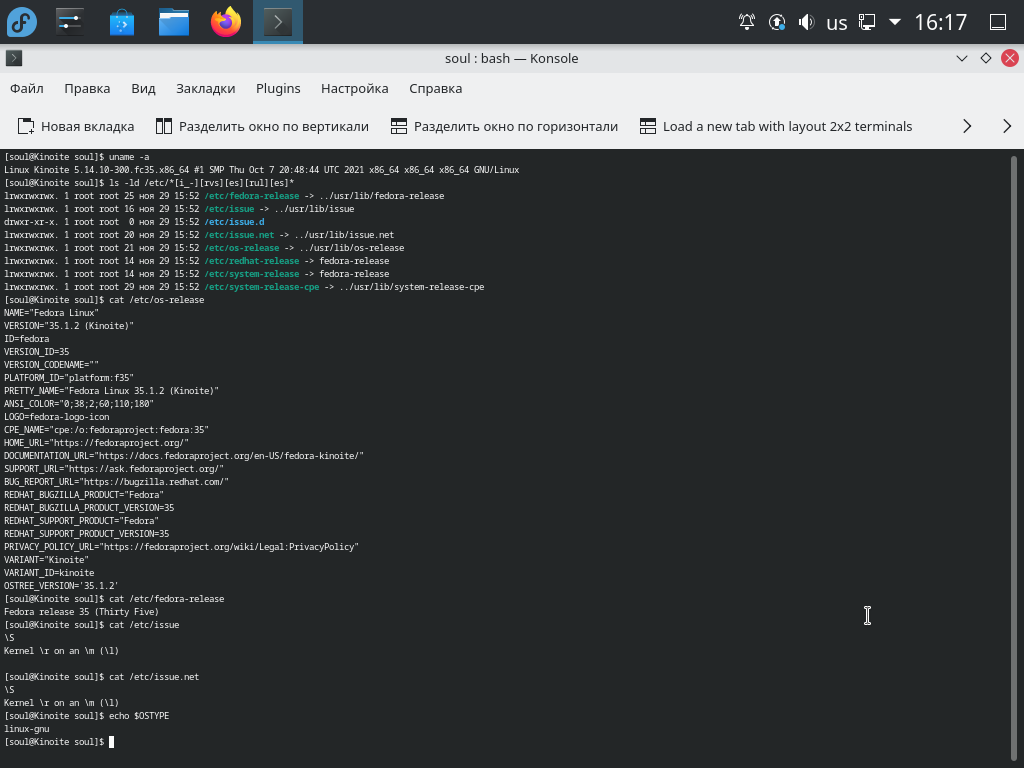 us
16:17
soul : bash — Konsole
Файл Правка Вид Закладки Plugins Настройка Справка
Новая вкладка Разделить окно по вертикали Разделить окно по горизонтали Load a new tab with layout 2x2 terminals
[soul@Kinoite soul]$ uname -a
Linux Kinoite 5.14.10-300.fc35.x86_64 #1 SMP Thu Oct 7 20:48:44 UTC 2021 x86_64 x86_64 x86_64 GNU/Linux
[soul@Kinoite soul]$ ls -ld /etc/*[i_-][rvs][es][rul][es]*
lrwxrwxrwx. 1 root root 25 ноя 29 15:52 /etc/fedora-release -> ../usr/lib/fedora-release
lrwxrwxrwx. 1 root root 16 ноя 29 15:52 /etc/issue -> ../usr/lib/issue
drwxr-xr-x. 1 root root  0 ноя 29 15:52 /etc/issue.d
lrwxrwxrwx. 1 root root 20 ноя 29 15:52 /etc/issue.net -> ../usr/lib/issue.net
lrwxrwxrwx. 1 root root 21 ноя 29 15:52 /etc/os-release -> ../usr/lib/os-release
lrwxrwxrwx. 1 root root 14 ноя 29 15:52 /etc/redhat-release -> fedora-release
lrwxrwxrwx. 1 root root 14 ноя 29 15:52 /etc/system-release -> fedora-release
lrwxrwxrwx. 1 root root 29 ноя 29 15:52 /etc/system-release-cpe -> ../usr/lib/system-release-cpe
[soul@Kinoite soul]$ cat /etc/os-release
NAME="Fedora Linux"
VERSION="35.1.2 (Kinoite)"
ID=fedora
VERSION_ID=35
VERSION_CODENAME=""
PLATFORM_ID="platform:f35"
PRETTY_NAME="Fedora Linux 35.1.2 (Kinoite)"
ANSI_COLOR="0;38;2;60;110;180"
LOGO=fedora-logo-icon
CPE_NAME="cpe:/o:fedoraproject:fedora:35"
HOME_URL="https://fedoraproject.org/"
DOCUMENTATION_URL="https://docs.fedoraproject.org/en-US/fedora-kinoite/"
SUPPORT_URL="https://ask.fedoraproject.org/"
BUG_REPORT_URL="https://bugzilla.redhat.com/"
REDHAT_BUGZILLA_PRODUCT="Fedora"
REDHAT_BUGZILLA_PRODUCT_VERSION=35
REDHAT_SUPPORT_PRODUCT="Fedora"
REDHAT_SUPPORT_PRODUCT_VERSION=35
PRIVACY_POLICY_URL="https://fedoraproject.org/wiki/Legal:PrivacyPolicy"
VARIANT="Kinoite"
VARIANT_ID=kinoite
OSTREE_VERSION='35.1.2'
[soul@Kinoite soul]$ cat /etc/fedora-release
Fedora release 35 (Thirty Five)
[soul@Kinoite soul]$ cat /etc/issue
\S
Kernel \r on an \m (\l)

[soul@Kinoite soul]$ cat /etc/issue.net
\S
Kernel \r on an \m (\l)
[soul@Kinoite soul]$ echo $OSTYPE
linux-gnu
[soul@Kinoite soul]$